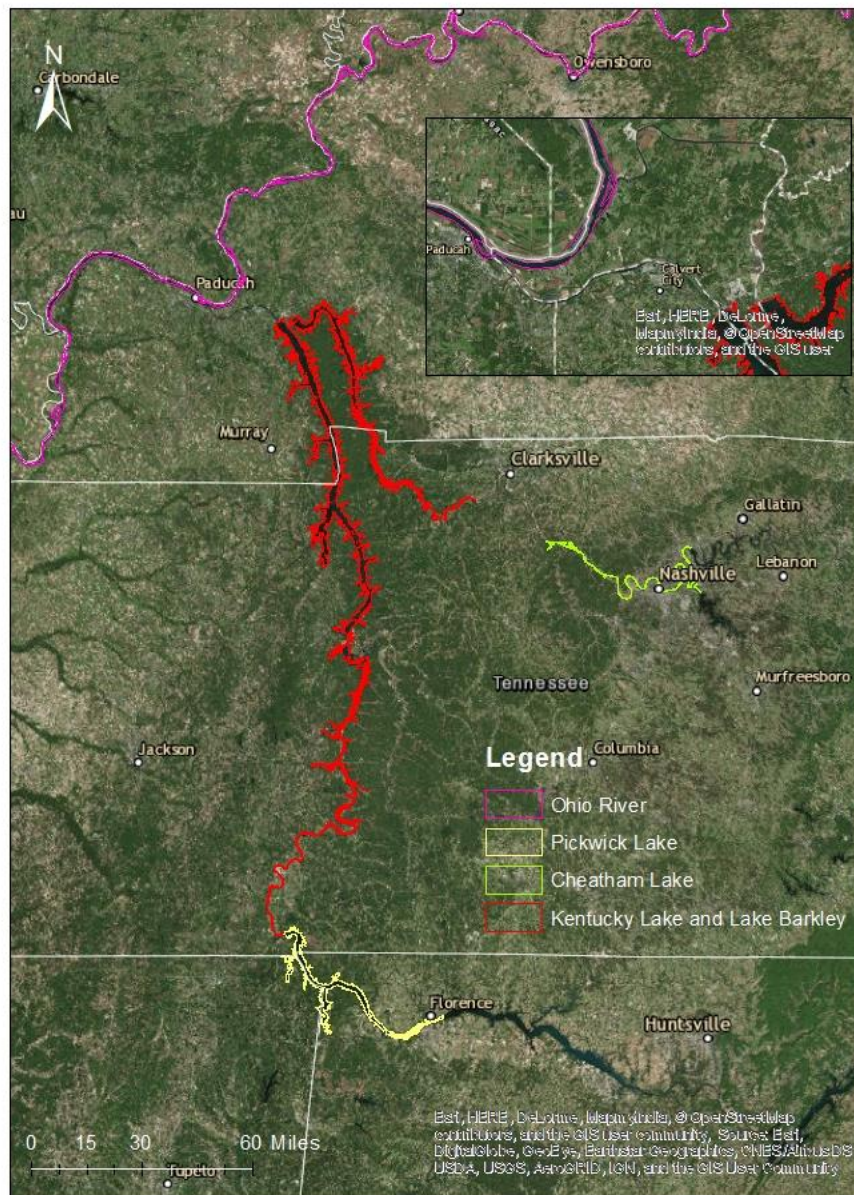 N
Carbondale
Owensboro
au
Paducah
Paducah
Calvert
City
Esri, HERE, DeLorme,
MapmyIndia, © OpenStreetMap
contributors, and the GIS user
Murray
Clarksville
Gallatin
Lebanon
Nashville
Tennessee
Murfreesboro
Jackson
Columbia
Legend
Ohio River
Pickwick Lake
Cheatham Lake
Kentucky Lake and Lake Barkley
Florence
Huntsville
0 15 30 60 Miles
Tupelo
Esri, HERE, DeLorme, MapmyIndia, © OpenStreetMap
contributors, and the GIS user community, Source: Esri,
DigitalGlobe, GeoEye, Earthstar Geographics, CNES/Airbus DS,
USDA, USGS, AeroGRID, IGN, and the GIS User Community